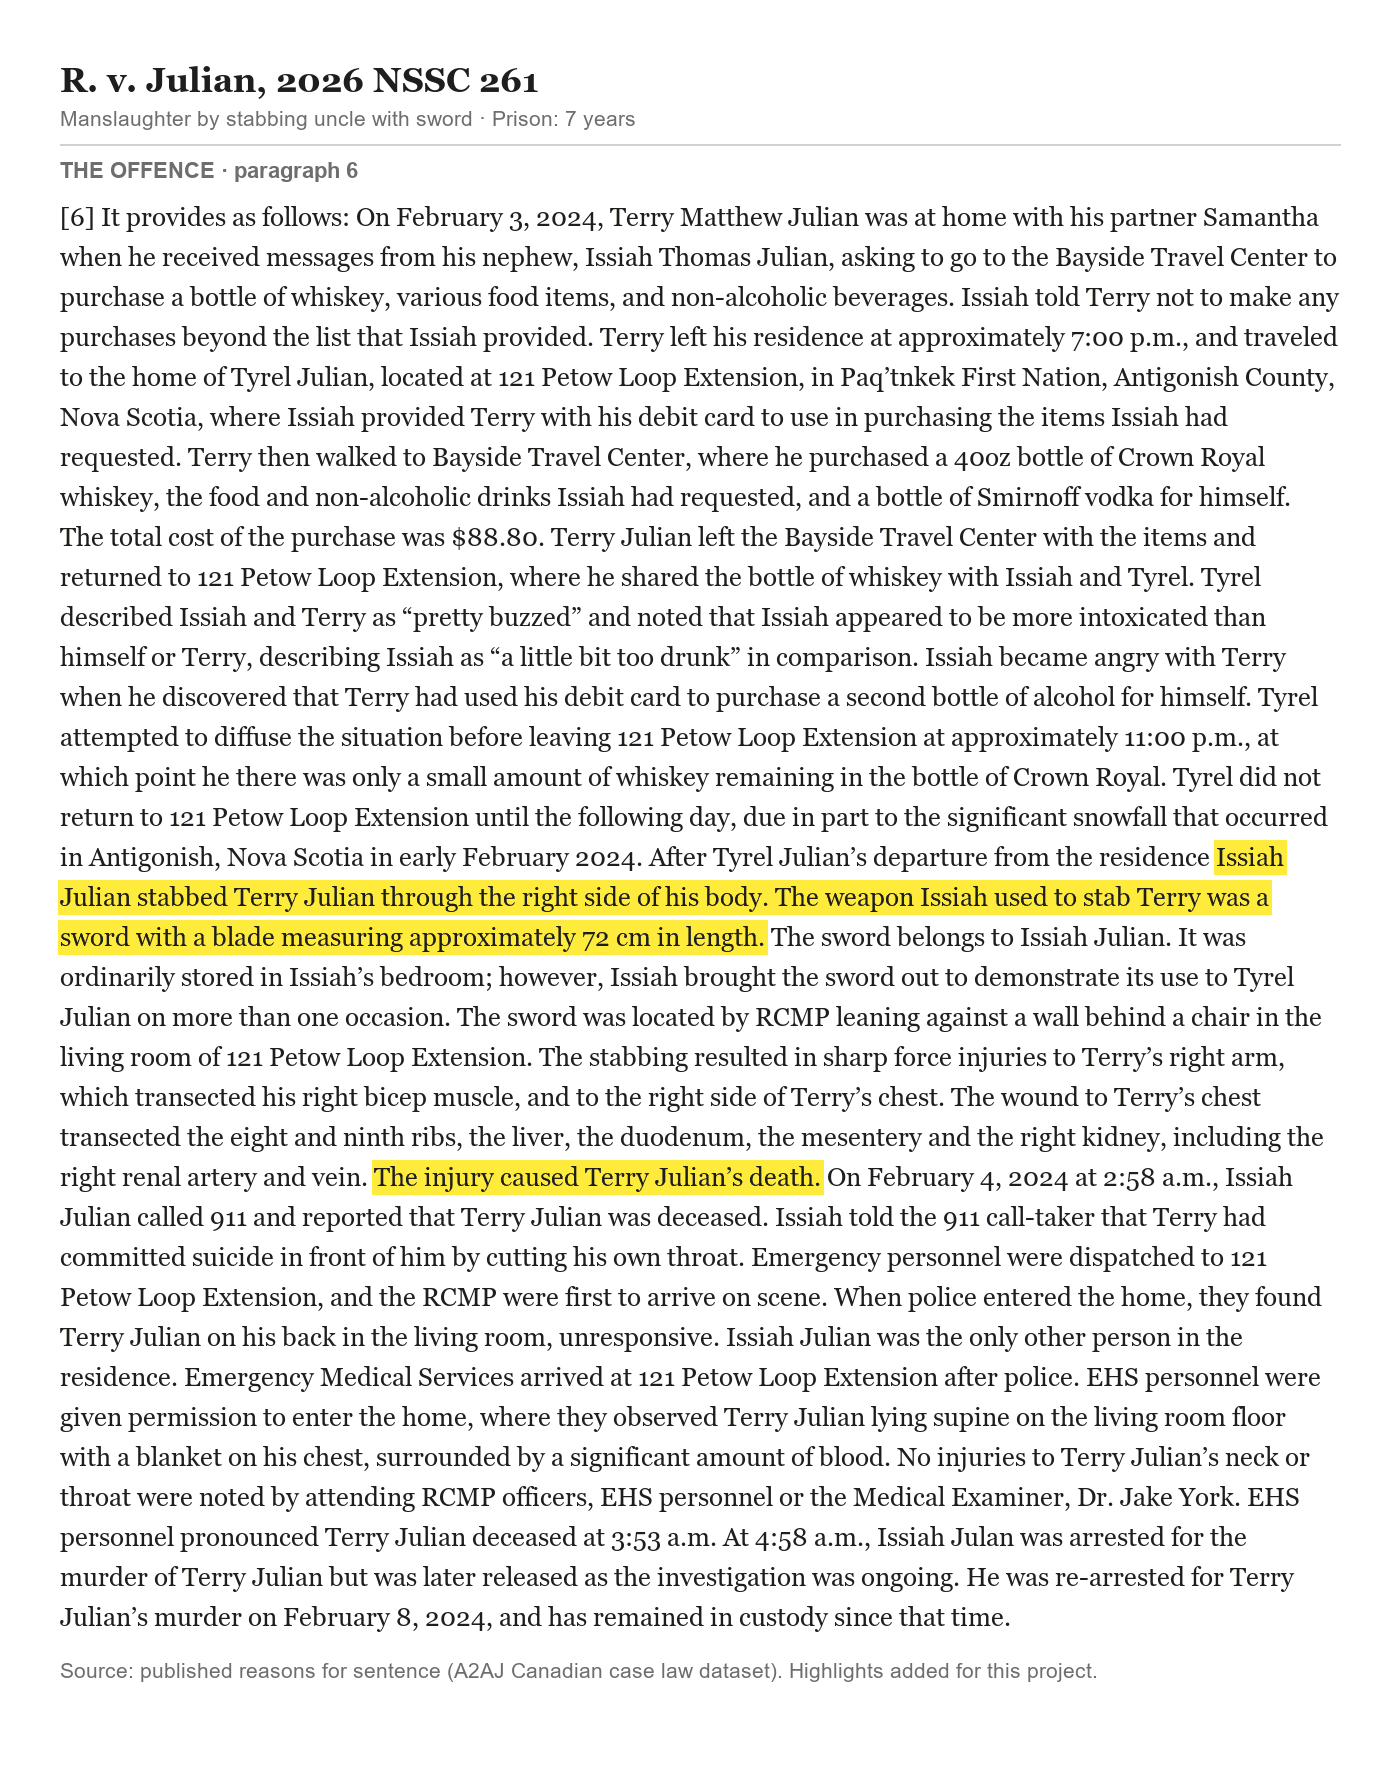 R. v. Julian, 2026 NSSC 261
Manslaughter by stabbing uncle with sword · Prison: 7 years
THE OFFENCE · paragraph 6
[6] It provides as follows: On February 3, 2024, Terry Matthew Julian was at home with his partner Samantha
when he received messages from his nephew, Issiah Thomas Julian, asking to go to the Bayside Travel Center to
purchase a bottle of whiskey, various food items, and non-alcoholic beverages. Issiah told Terry not to make any
purchases beyond the list that Issiah provided. Terry left his residence at approximately 7:00 p.m., and traveled
to the home of Tyrel Julian, located at 121 Petow Loop Extension, in Paq’tnkek First Nation, Antigonish County,
Nova Scotia, where Issiah provided Terry with his debit card to use in purchasing the items Issiah had
requested. Terry then walked to Bayside Travel Center, where he purchased a 40oz bottle of Crown Royal
whiskey, the food and non-alcoholic drinks Issiah had requested, and a bottle of Smirnoff vodka for himself.
The total cost of the purchase was $88.80. Terry Julian left the Bayside Travel Center with the items and
returned to 121 Petow Loop Extension, where he shared the bottle of whiskey with Issiah and Tyrel. Tyrel
described Issiah and Terry as “pretty buzzed” and noted that Issiah appeared to be more intoxicated than
himself or Terry, describing Issiah as “a little bit too drunk” in comparison. Issiah became angry with Terry
when he discovered that Terry had used his debit card to purchase a second bottle of alcohol for himself. Tyrel
attempted to diffuse the situation before leaving 121 Petow Loop Extension at approximately 11:00 p.m., at
which point he there was only a small amount of whiskey remaining in the bottle of Crown Royal. Tyrel did not
return to 121 Petow Loop Extension until the following day, due in part to the significant snowfall that occurred
in Antigonish, Nova Scotia in early February 2024. After Tyrel Julian’s departure from the residence Issiah
Julian stabbed Terry Julian through the right side of his body. The weapon Issiah used to stab Terry was a
sword with a blade measuring approximately 72 cm in length. The sword belongs to Issiah Julian. It was
ordinarily stored in Issiah’s bedroom; however, Issiah brought the sword out to demonstrate its use to Tyrel
Julian on more than one occasion. The sword was located by RCMP leaning against a wall behind a chair in the
living room of 121 Petow Loop Extension. The stabbing resulted in sharp force injuries to Terry’s right arm,
which transected his right bicep muscle, and to the right side of Terry’s chest. The wound to Terry’s chest
transected the eight and ninth ribs, the liver, the duodenum, the mesentery and the right kidney, including the
right renal artery and vein. The injury caused Terry Julian’s death. On February 4, 2024 at 2:58 a.m., Issiah
Julian called 911 and reported that Terry Julian was deceased. Issiah told the 911 call-taker that Terry had
committed suicide in front of him by cutting his own throat. Emergency personnel were dispatched to 121
Petow Loop Extension, and the RCMP were first to arrive on scene. When police entered the home, they found
Terry Julian on his back in the living room, unresponsive. Issiah Julian was the only other person in the
residence. Emergency Medical Services arrived at 121 Petow Loop Extension after police. EHS personnel were
given permission to enter the home, where they observed Terry Julian lying supine on the living room floor
with a blanket on his chest, surrounded by a significant amount of blood. No injuries to Terry Julian’s neck or
throat were noted by attending RCMP officers, EHS personnel or the Medical Examiner, Dr. Jake York. EHS
personnel pronounced Terry Julian deceased at 3:53 a.m. At 4:58 a.m., Issiah Julan was arrested for the
murder of Terry Julian but was later released as the investigation was ongoing. He was re-arrested for Terry
Julian’s murder on February 8, 2024, and has remained in custody since that time.
Source: published reasons for sentence (A2AJ Canadian case law dataset). Highlights added for this project.